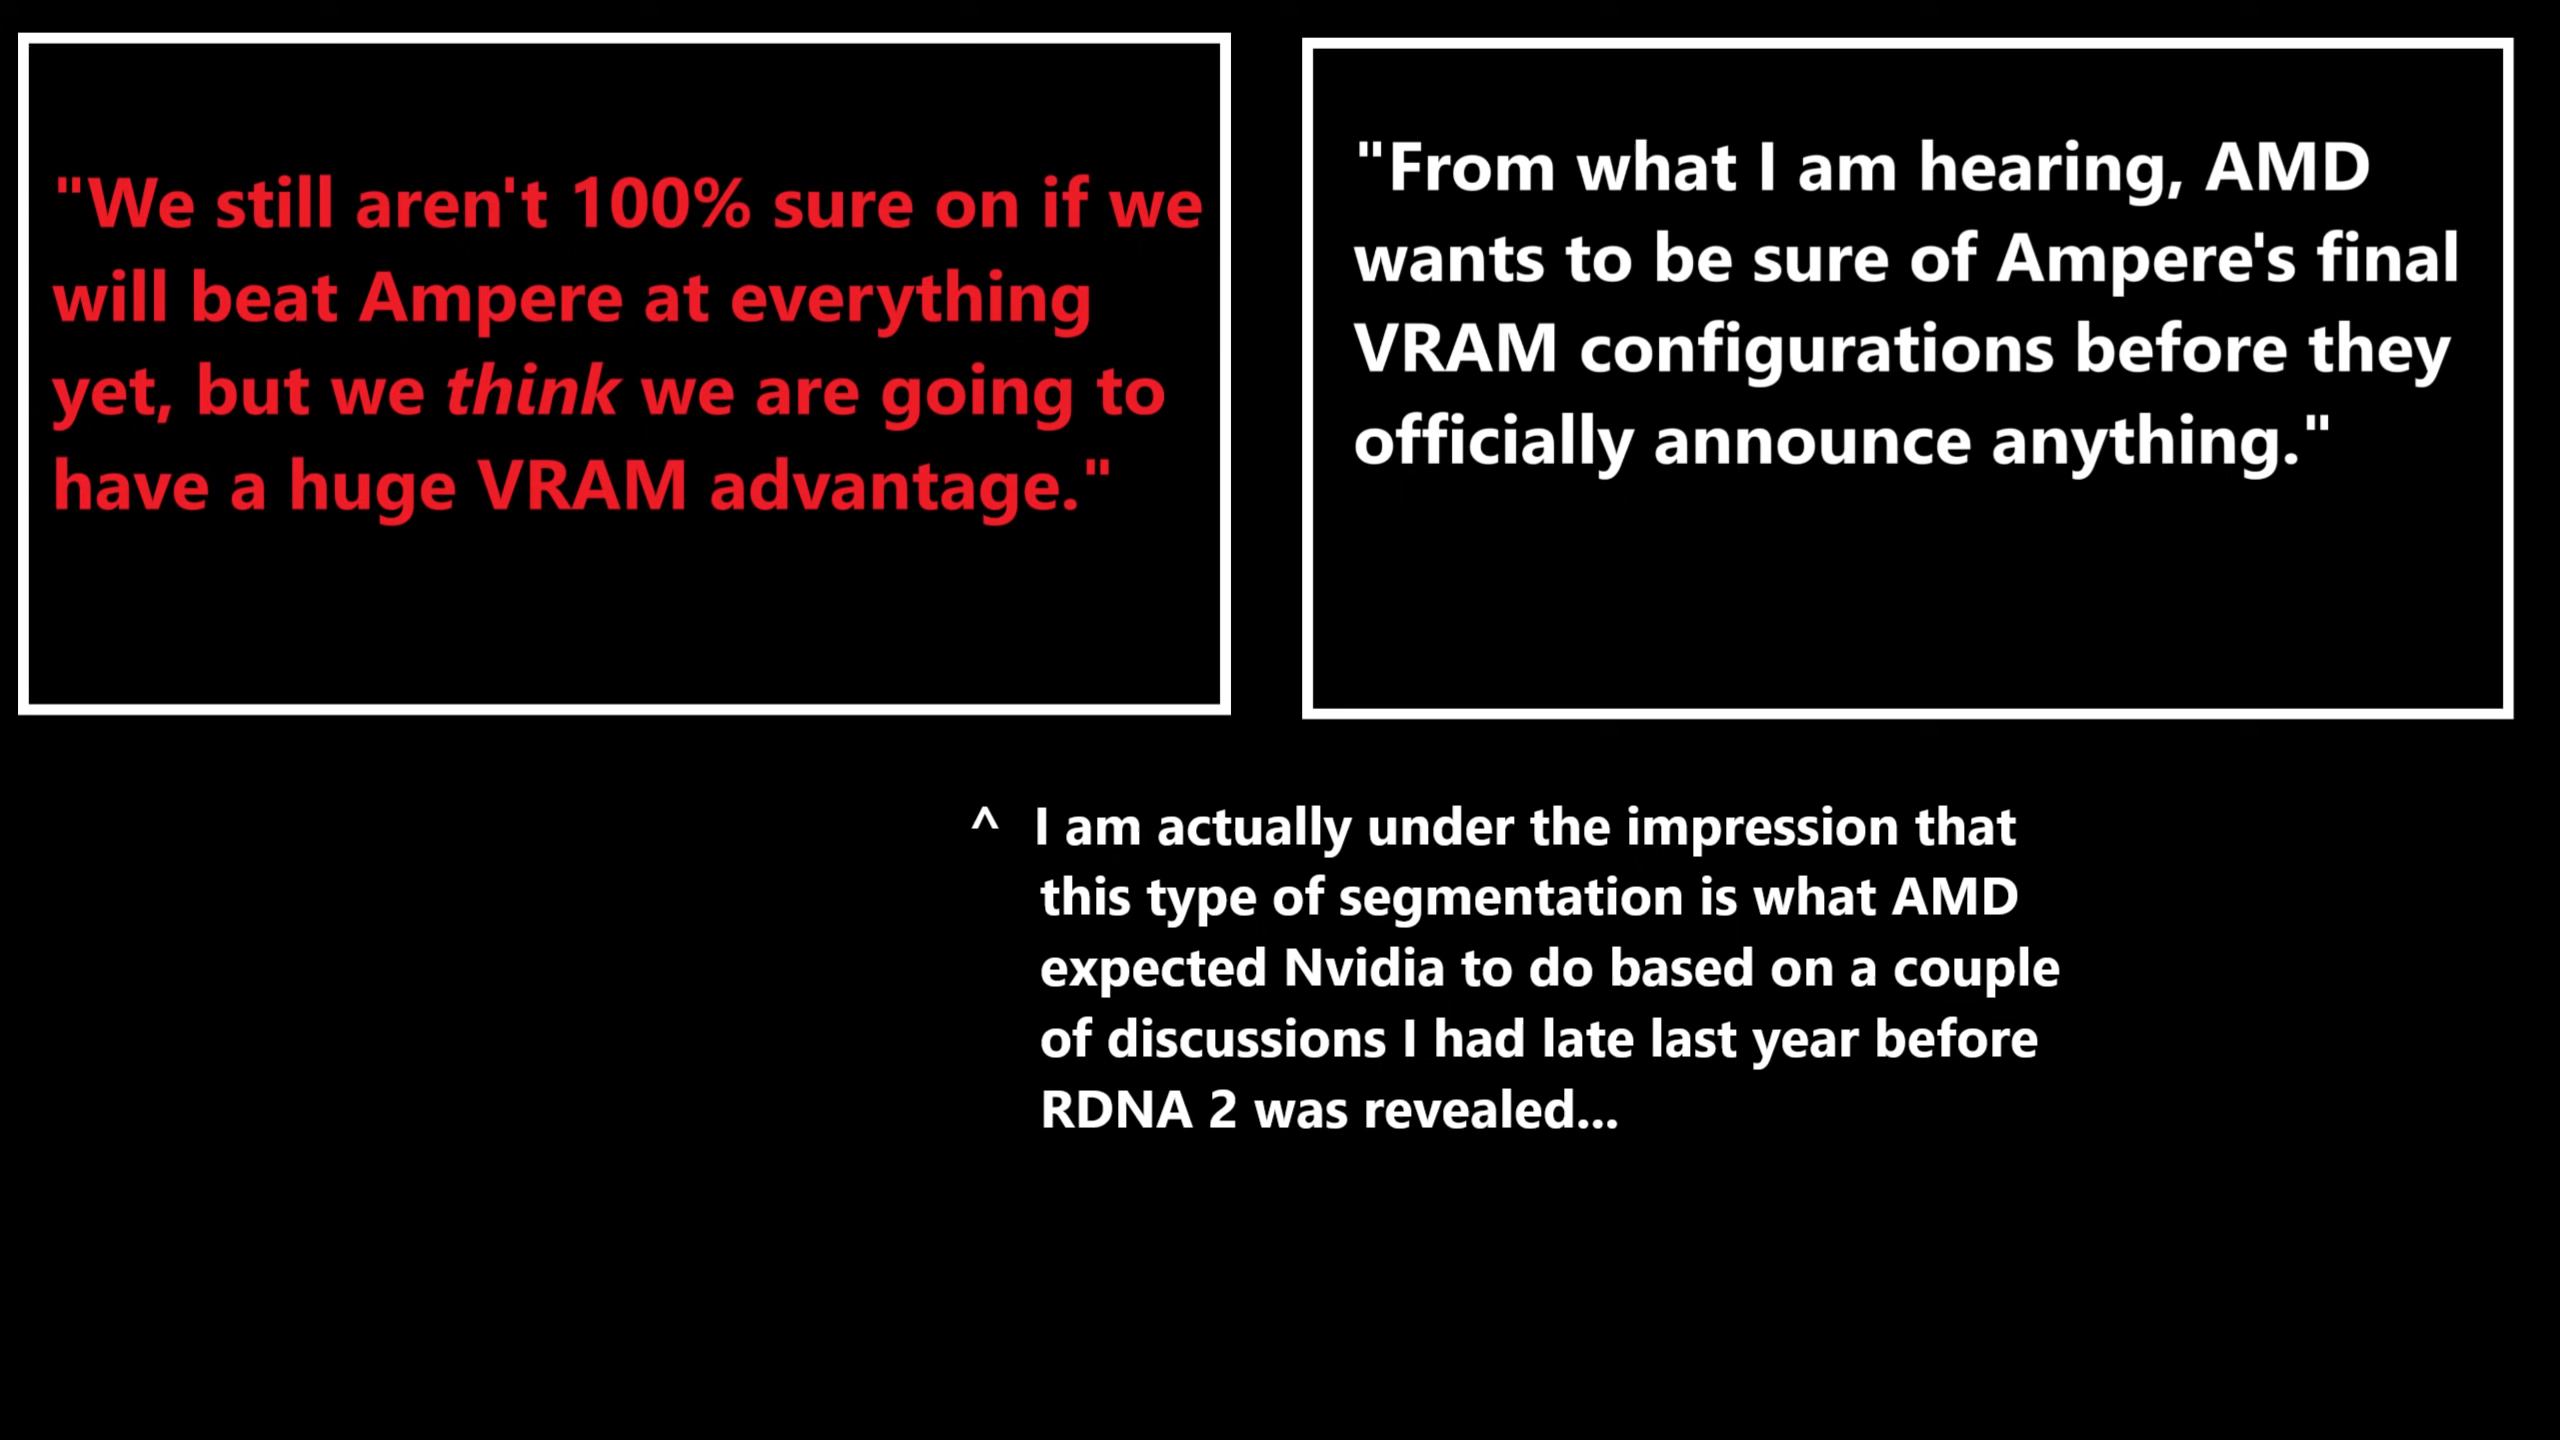 "We still aren't 100% sure on if we
will beat Ampere at everything
yet, but we think we are going to
have a huge VRAM advantage."
"From what I am hearing, AMD
wants to be sure of Ampere's final
VRAM configurations before they
officially announce anything."
^ I am actually under the impression that
this type of segmentation is what AMD
expected Nvidia to do based on a couple
of discussions I had late last year before
RDNA 2 was revealed...